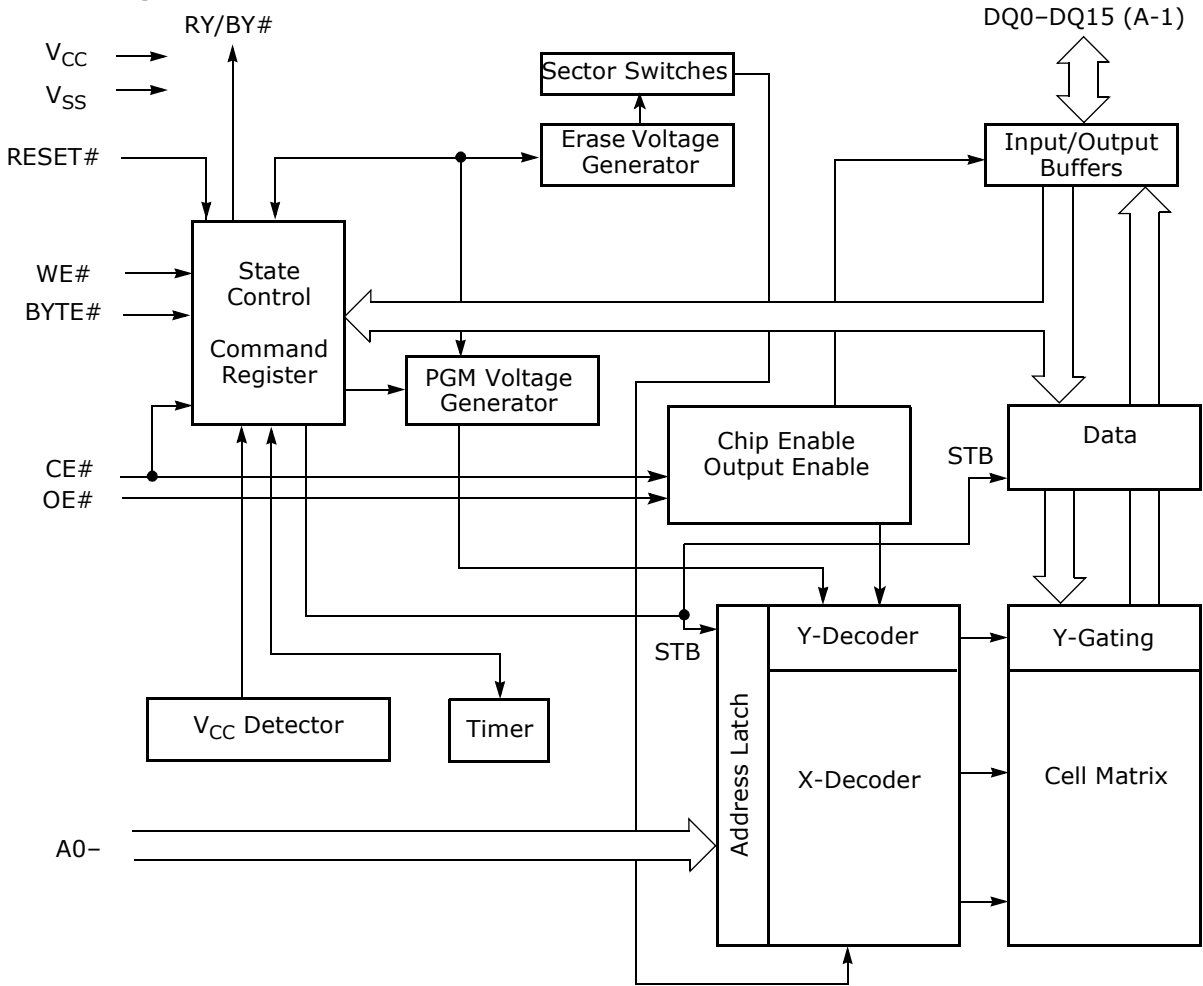 RY/BY#
DQ0–DQ15 (A-1)
VCC
VSS
Sector Switches
RESET#
Erase Voltage
Generator
Input/Output
Buffers
WE#
BYTE#
State
Control
Command
Register
PGM Voltage
Generator
Chip Enable
Output Enable
Data
STB
CE#
OE#
STB
Y-Decoder
Y-Gating
VCC Detector
Timer
Address Latch
X-Decoder
Cell Matrix
A0–